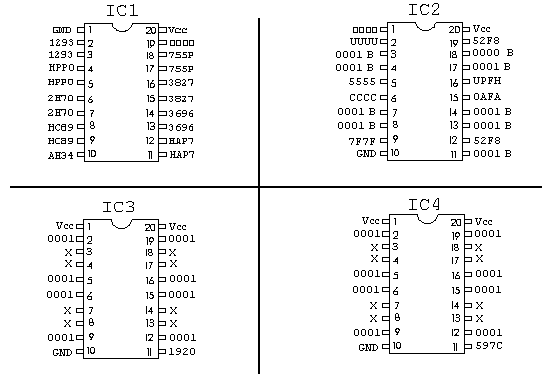 IC1
GND 1 20 Vcc
1293 2 19 0000
1293 3 18 755P
HPP0 4 17 755P
HPP0 5 16 3827
2H70 6 15 3827
2H70 7 14 3696
HC89 8 13 3696
HC89 9 12 HAP7
AH34 10 11 HAP7
IC2
0000 1 20 Vcc
UUUU 2 19 52F8
0001 B 3 18 0000 B
0001 B 4 17 0001 B
5555 5 16 UPFH
CCCC 6 15 0AFA
0001 B 7 14 0001 B
0001 B 8 13 0001 B
7F7F 9 12 52F8
GND 10 11 0001 B
IC3
Vcc 1 20 Vcc
0001 2 19 0001
X 3 18 X
X 4 17 X
0001 5 16 0001
0001 6 15 0001
X 7 14 X
X 8 13 X
0001 9 12 0001
GND 10 11 1920
IC4
Vcc 1 20 Vcc
0001 2 19 0001
X 3 18 X
X 4 17 X
0001 5 16 0001
0001 6 15 0001
X 7 14 X
X 8 13 X
0001 9 12 0001
GND 10 11 597C